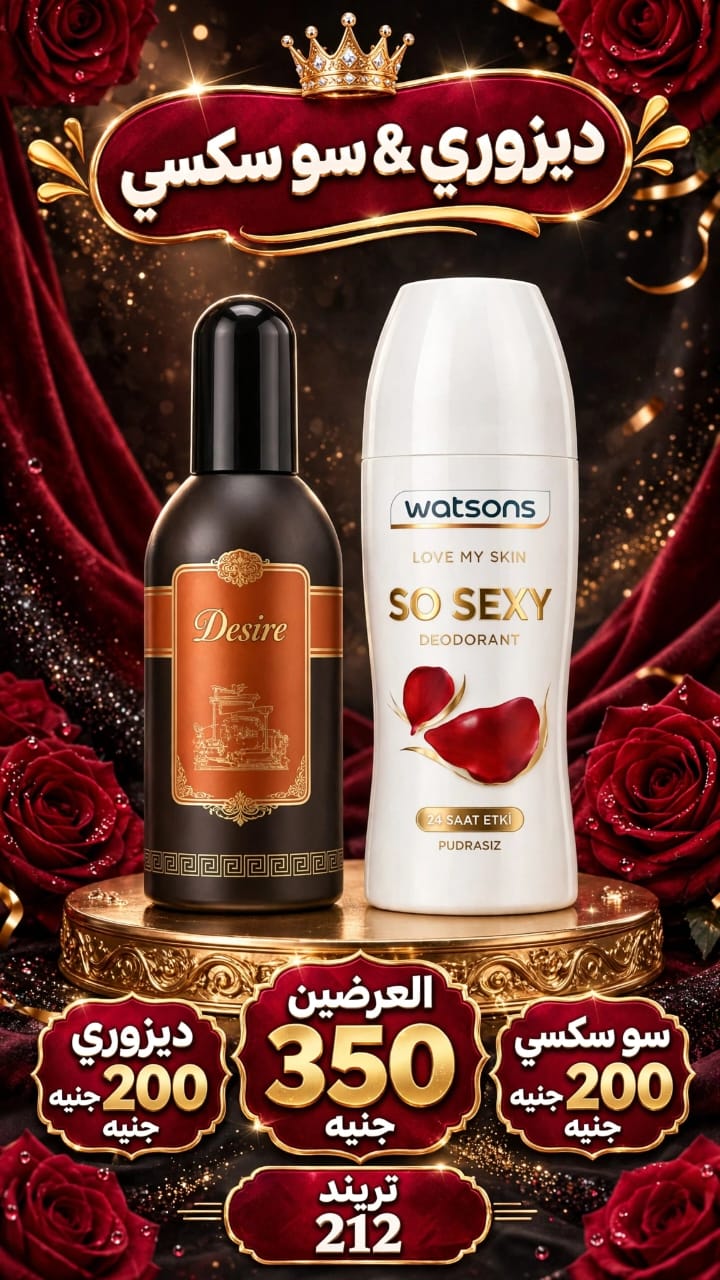 ديزوري & سو سكسي
Desire
watsons
LOVE MY SKIN
SO SEXY
DEODORANT
24 SAAT ETKİ
PUDRASIZ
ديزوري
200 جنيه
جنيه
العرضين
350
جنيه
سو سكسي
200 جنيه
جنيه
تريند
212